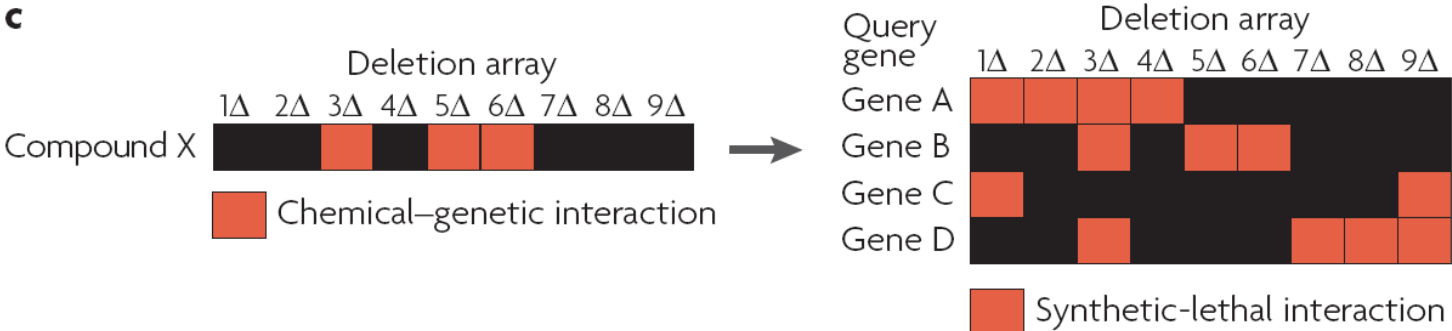 c
Deletion array
1Δ 2Δ 3Δ 4Δ 5Δ 6Δ 7Δ 8Δ 9Δ
Compound X
Chemical–genetic interaction
Query gene
Deletion array
1Δ 2Δ 3Δ 4Δ 5Δ 6Δ 7Δ 8Δ 9Δ
Gene A
Gene B
Gene C
Gene D
Synthetic-lethal interaction